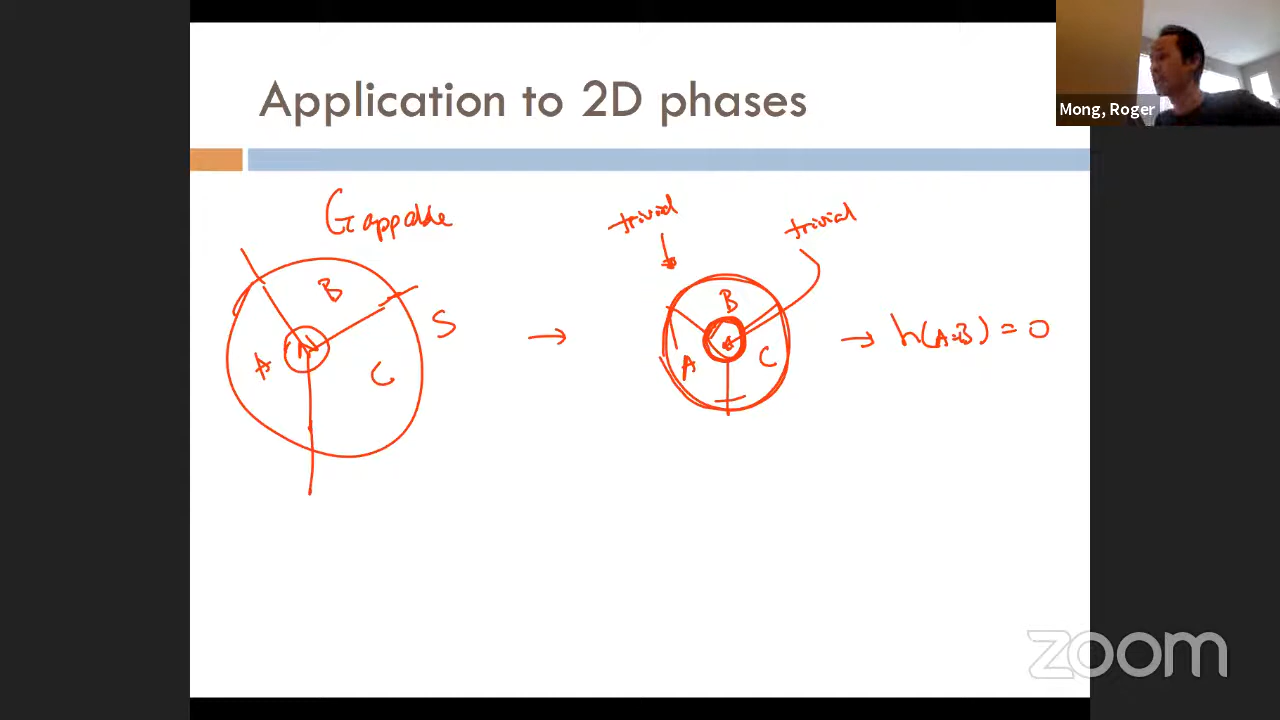 Application to 2D phases
Mong, Roger
Gappable
trivial
trivial
B
S
A
C
B
A
C
→
→ h(A:B) = 0
zoom